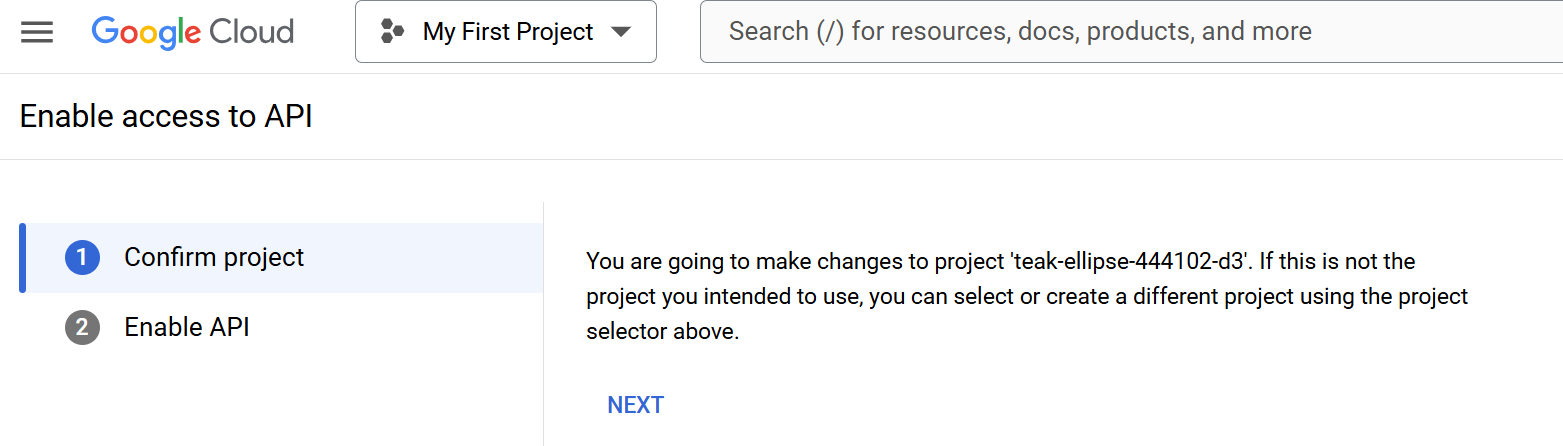 Google Cloud
My First Project
Search (/) for resources, docs, products, and more
Enable access to API
1 Confirm project
2 Enable API
You are going to make changes to project 'teak-ellipse-444102-d3'. If this is not the
project you intended to use, you can select or create a different project using the project
selector above.
NEXT